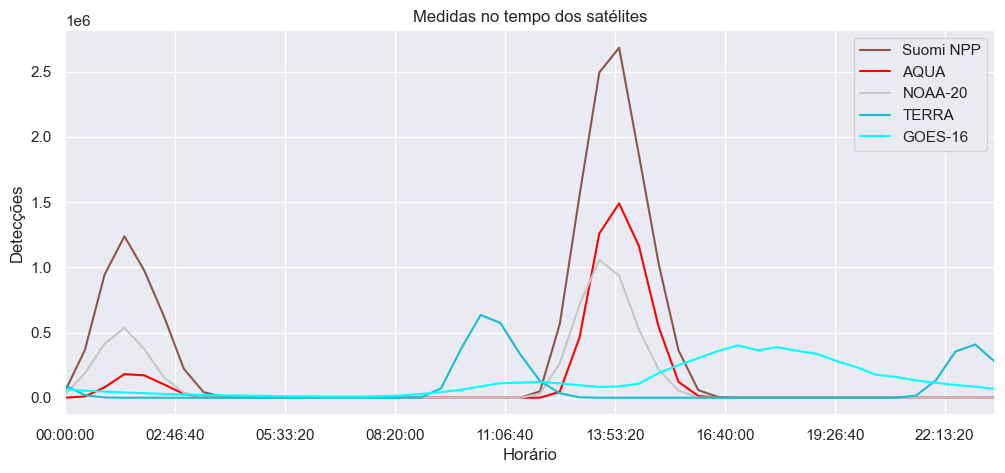 Medidas no tempo dos satélites
1e6
Suomi NPP
AQUA
NOAA-20
TERRA
GOES-16
2.5
2.0
1.5
1.0
0.5
0.0
Detecções
00:00:00 02:46:40 05:33:20 08:20:00 11:06:40 13:53:20 16:40:00 19:26:40 22:13:20
Horário